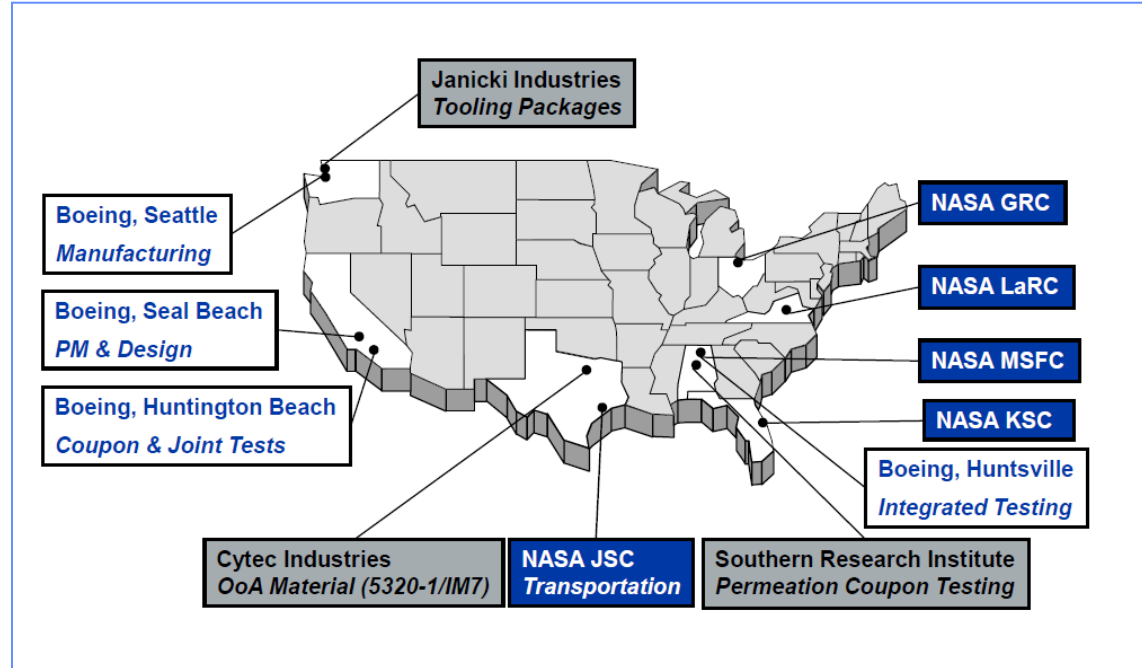 Janicki Industries
Tooling Packages
Boeing, Seattle
Manufacturing
NASA GRC
NASA LaRC
Boeing, Seal Beach
PM & Design
NASA MSFC
Boeing, Huntington Beach
Coupon & Joint Tests
NASA KSC
Boeing, Huntsville
Integrated Testing
Cytec Industries
OoA Material (5320-1/IM7)
NASA JSC
Transportation
Southern Research Institute
Permeation Coupon Testing